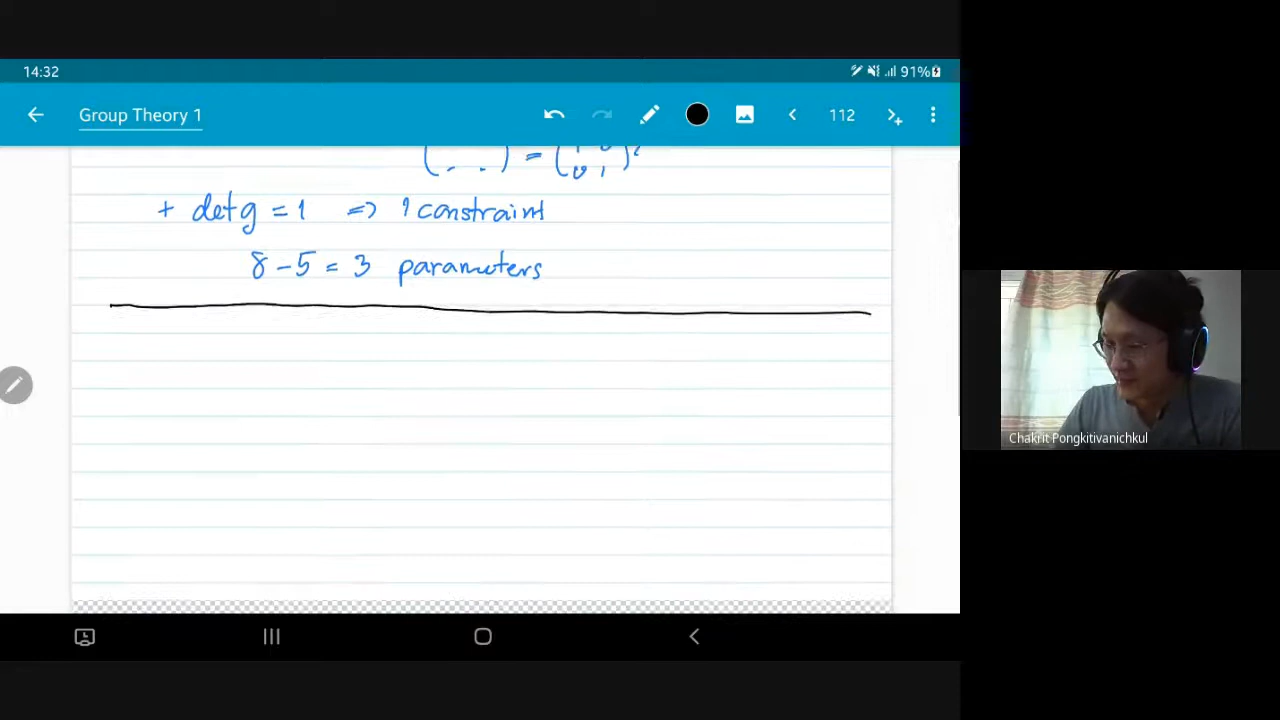 14:32
91%
Group Theory 1
112
+ det g = 1 => 1 constraint
8 - 5 = 3 parameters
Chakrit Pongkitivanichkul